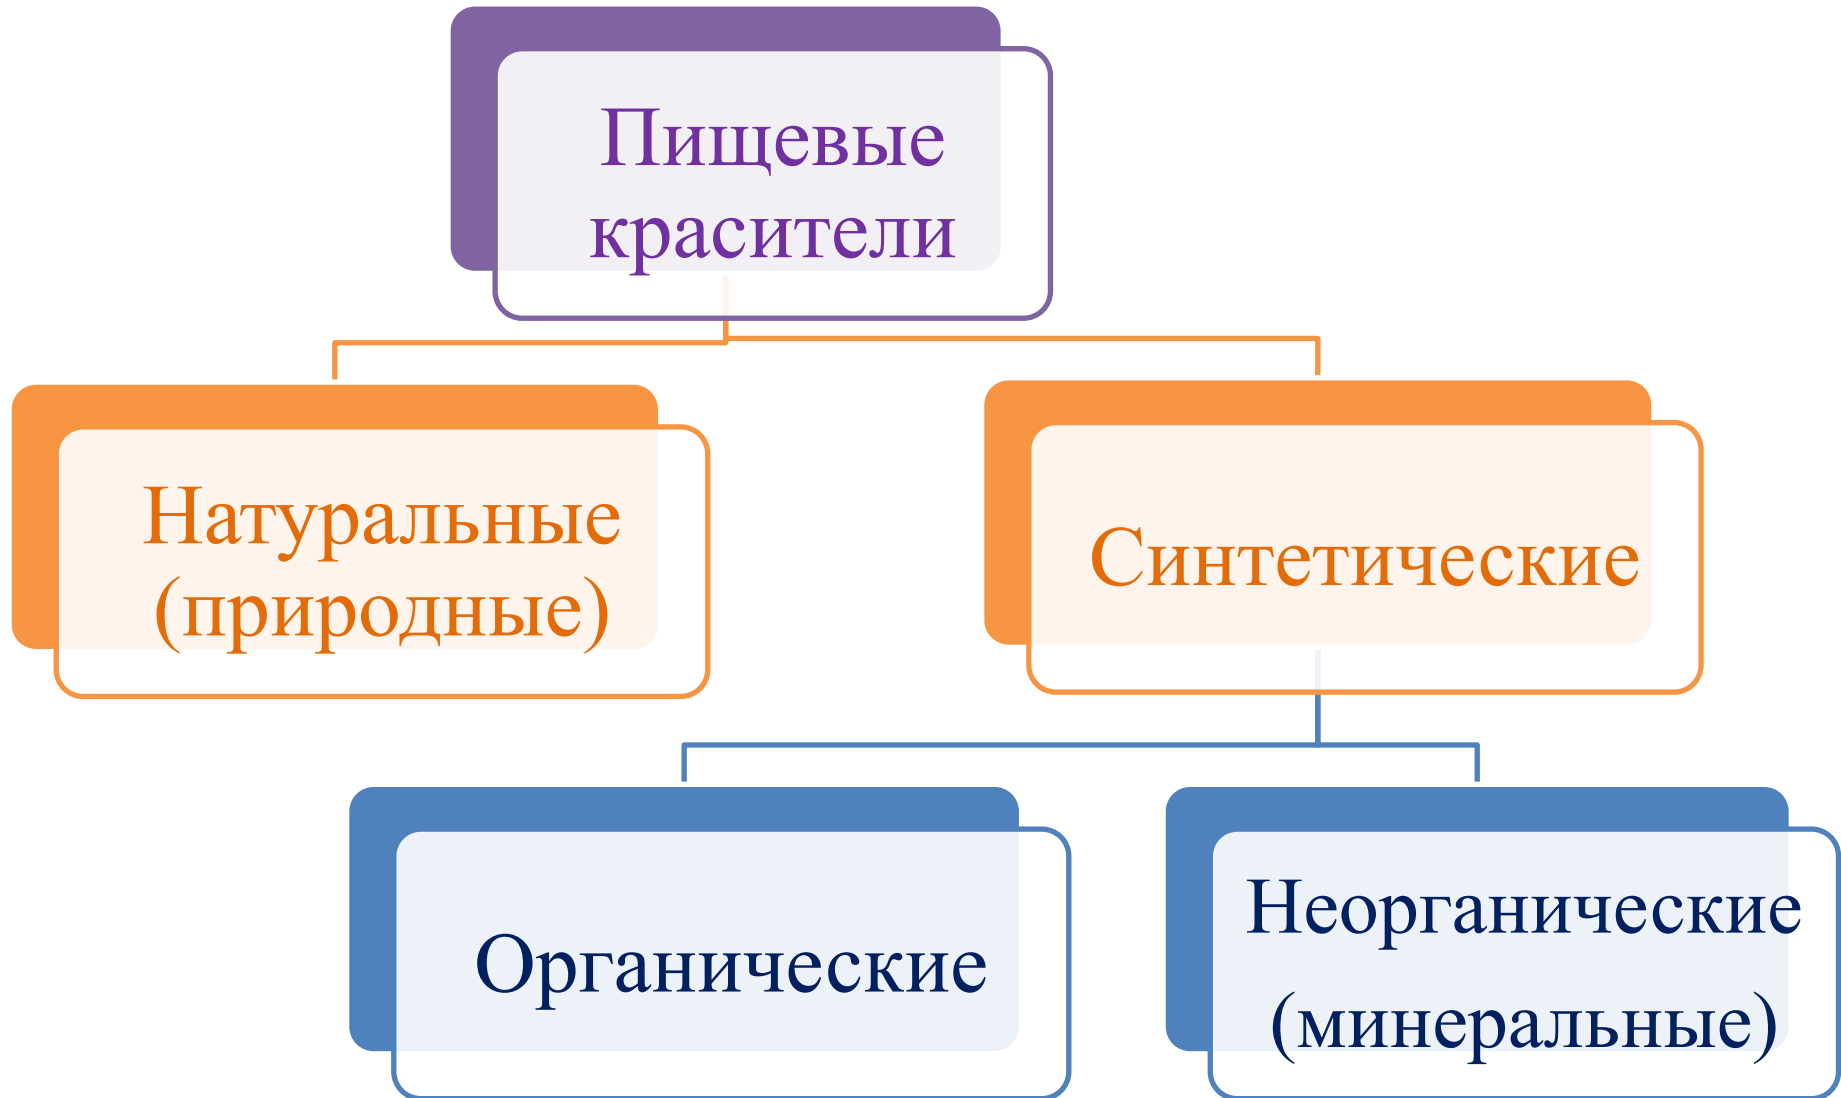 Пищевые
красители
Натуральные
(природные)
Синтетические
Органические
Неорганические
(минеральные)